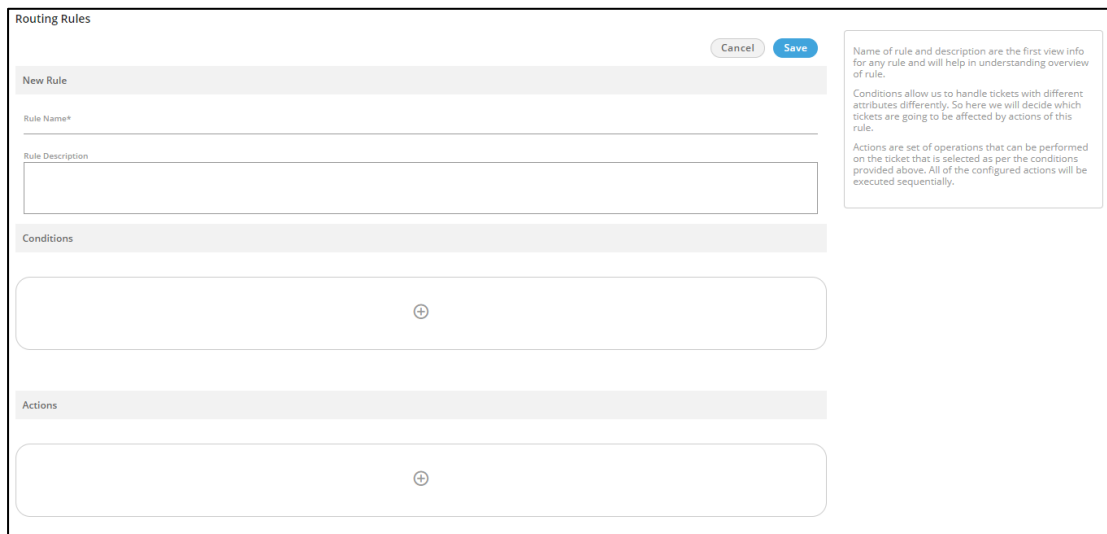 Routing Rules
Cancel
Save
New Rule
Rule Name*
Rule Description
Conditions
Actions
Name of rule and description are the first view info
for any rule and will help in understanding overview
of rule.
Conditions allow us to handle tickets with different
attributes differently. So here we will decide which
tickets are going to be affected by actions of this
rule.
Actions are set of operations that can be performed
on the ticket that is selected as per the conditions
provided above. All of the configured actions will be
executed sequentially.